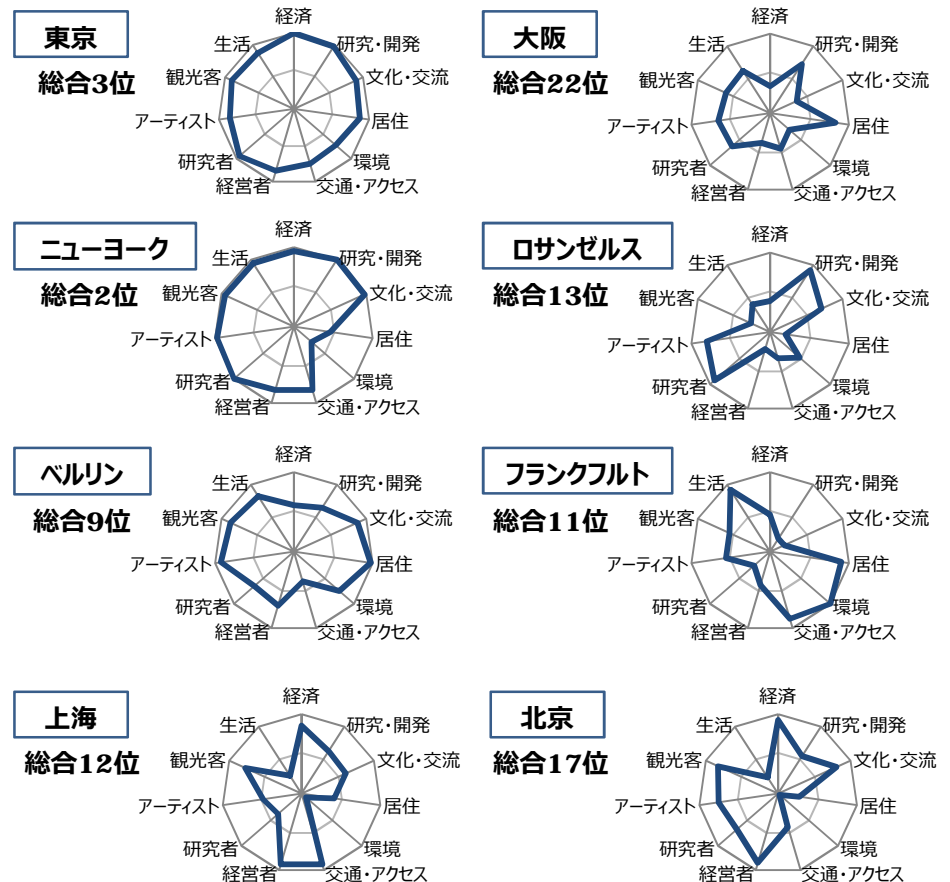 東京
総合3位
経済
研究・開発
文化・交流
居住
環境
交通・アクセス
経営者
研究者
アーティスト
観光客
生活
大阪
総合22位
経済
研究・開発
文化・交流
居住
環境
交通・アクセス
経営者
研究者
アーティスト
観光客
生活
ニューヨーク
総合2位
経済
研究・開発
文化・交流
居住
環境
交通・アクセス
経営者
研究者
アーティスト
観光客
生活
ロサンゼルス
総合13位
経済
研究・開発
文化・交流
居住
環境
交通・アクセス
経営者
研究者
アーティスト
観光客
生活
ベルリン
総合9位
経済
研究・開発
文化・交流
居住
環境
交通・アクセス
経営者
研究者
アーティスト
観光客
生活
フランクフルト
総合11位
経済
研究・開発
文化・交流
居住
環境
交通・アクセス
経営者
研究者
アーティスト
観光客
生活
上海
総合12位
経済
研究・開発
文化・交流
居住
環境
交通・アクセス
経営者
研究者
アーティスト
観光客
生活
北京
総合17位
経済
研究・開発
文化・交流
居住
環境
交通・アクセス
経営者
研究者
アーティスト
観光客
生活